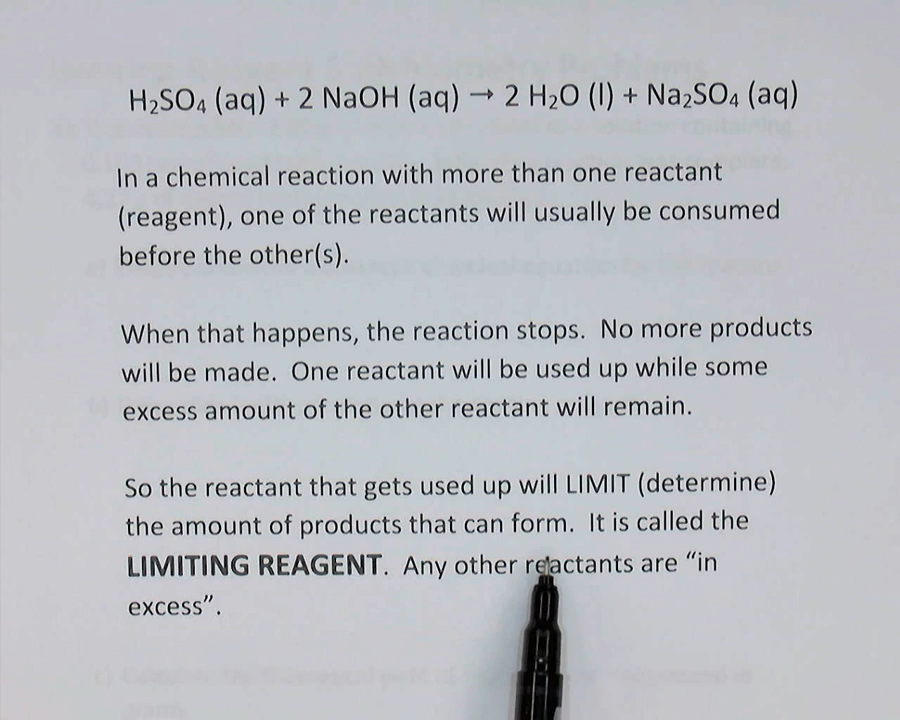 H₂SO₄ (aq) + 2 NaOH (aq) → 2 H₂O (l) + Na₂SO₄ (aq)
In a chemical reaction with more than one reactant
(reagent), one of the reactants will usually be consumed
before the other(s).
When that happens, the reaction stops. No more products
will be made. One reactant will be used up while some
excess amount of the other reactant will remain.
So the reactant that gets used up will LIMIT (determine)
the amount of products that can form. It is called the
LIMITING REAGENT. Any other reactants are “in
excess”.